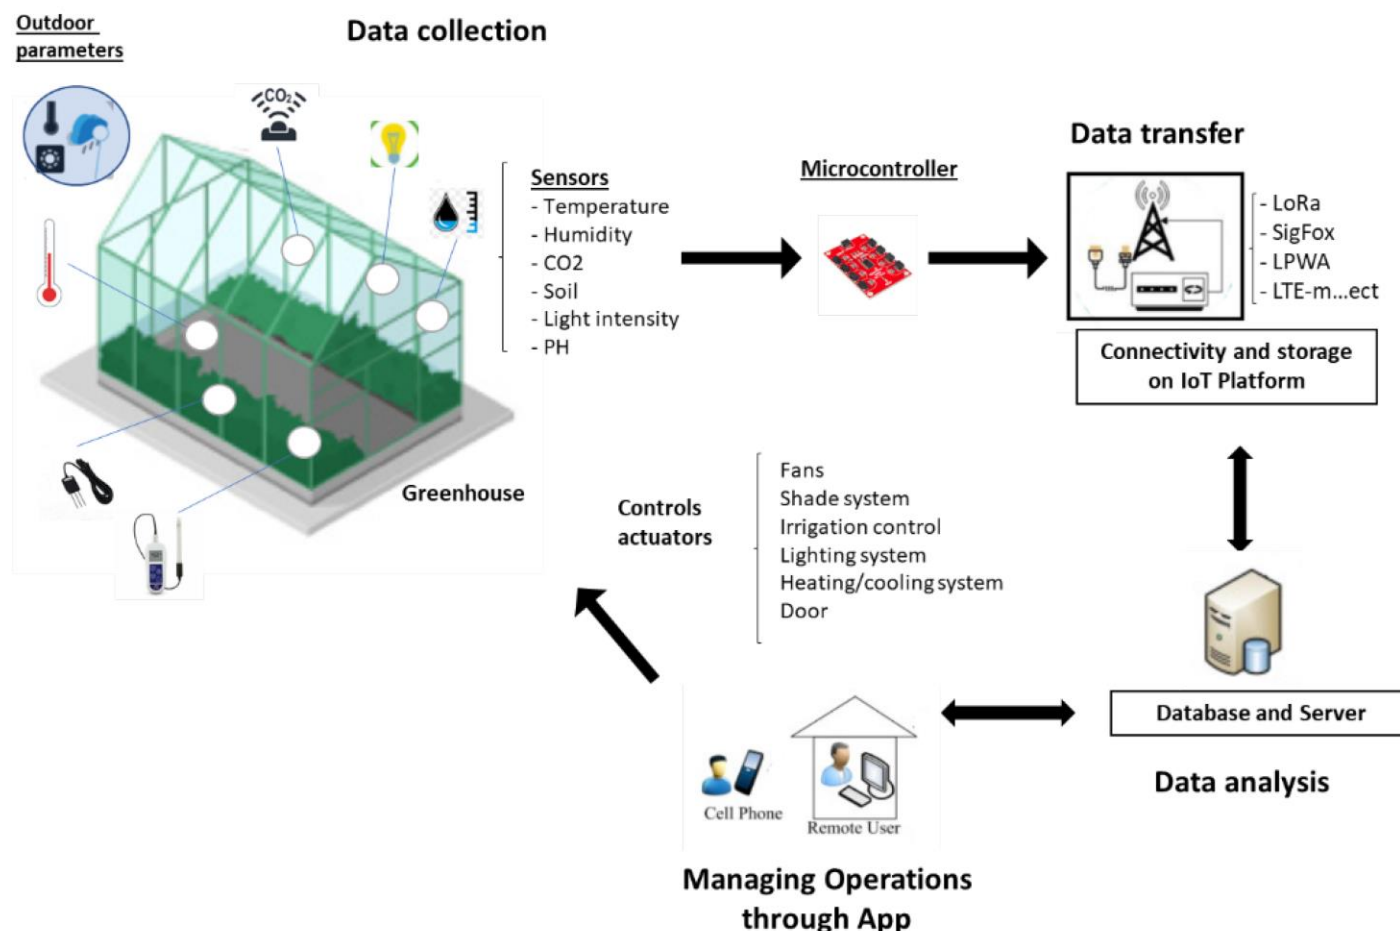 Outdoor
parameters
Data collection
CO₂
Sensors
- Temperature
- Humidity
- CO2
- Soil
- Light intensity
- PH
Greenhouse
Microcontroller
Data transfer
- LoRa
- SigFox
- LPWA
- LTE-m...ect
Connectivity and storage
on IoT Platform
Controls
actuators
Fans
Shade system
Irrigation control
Lighting system
Heating/cooling system
Door
Database and Server
Data analysis
Cell Phone
Remote User
Managing Operations
through App